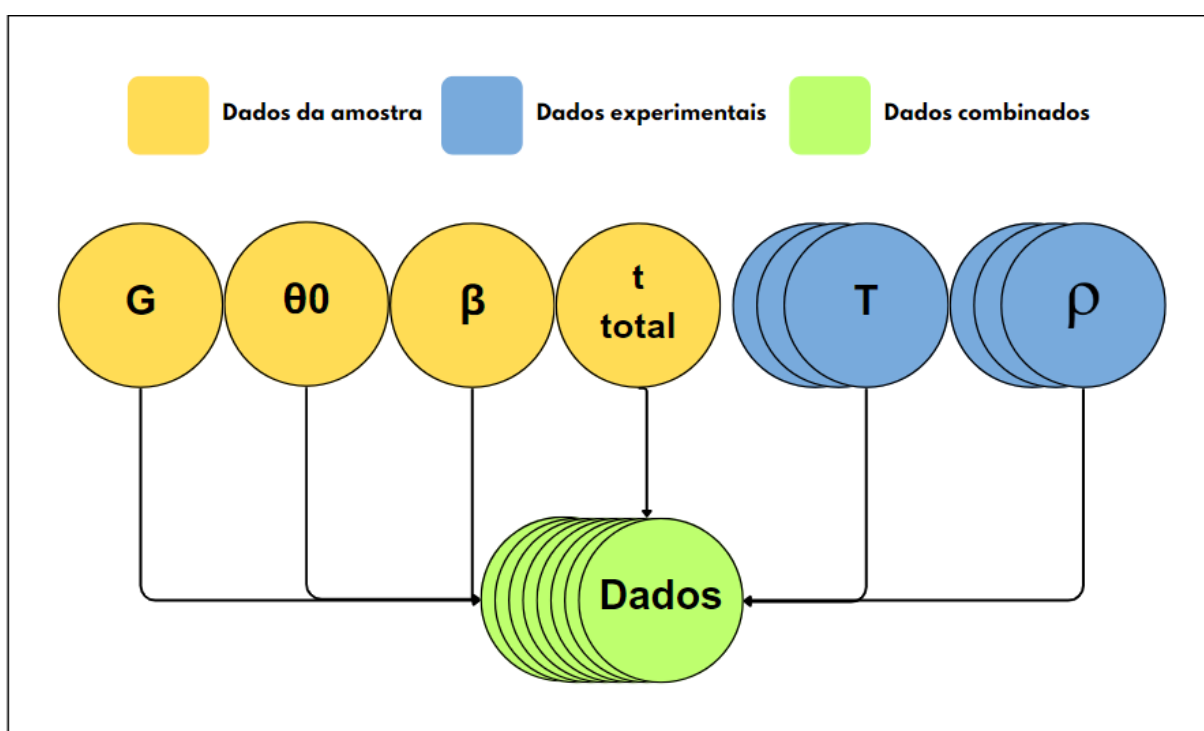 Dados da amostra
Dados experimentais
Dados combinados
G
θ0
β
t
total
T
ρ
Dados